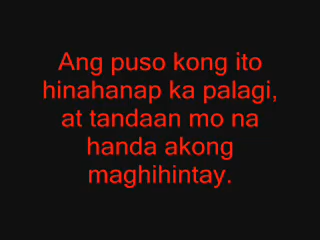 Ang puso kong ito
hinahanap ka palagi,
at tandaan mo na
handa akong
maghihintay.